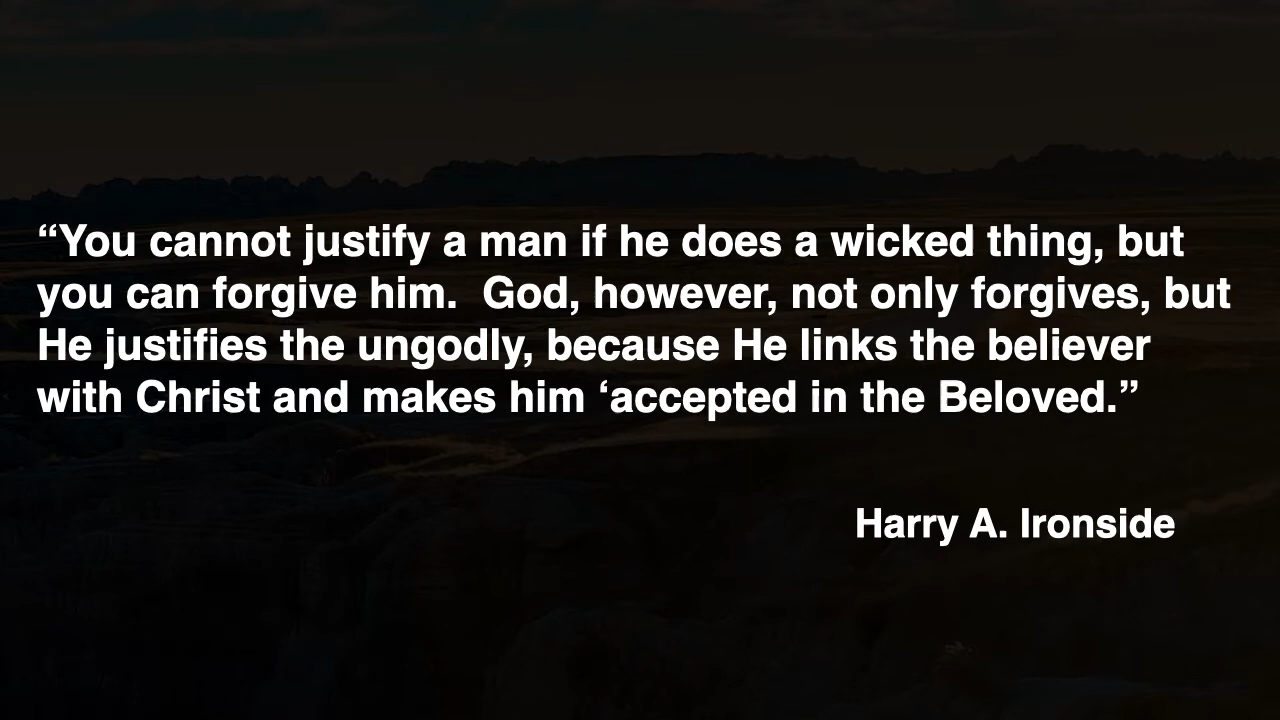 “You cannot justify a man if he does a wicked thing, but
you can forgive him.  God, however, not only forgives, but
He justifies the ungodly, because He links the believer
with Christ and makes him ‘accepted in the Beloved.”
Harry A. Ironside